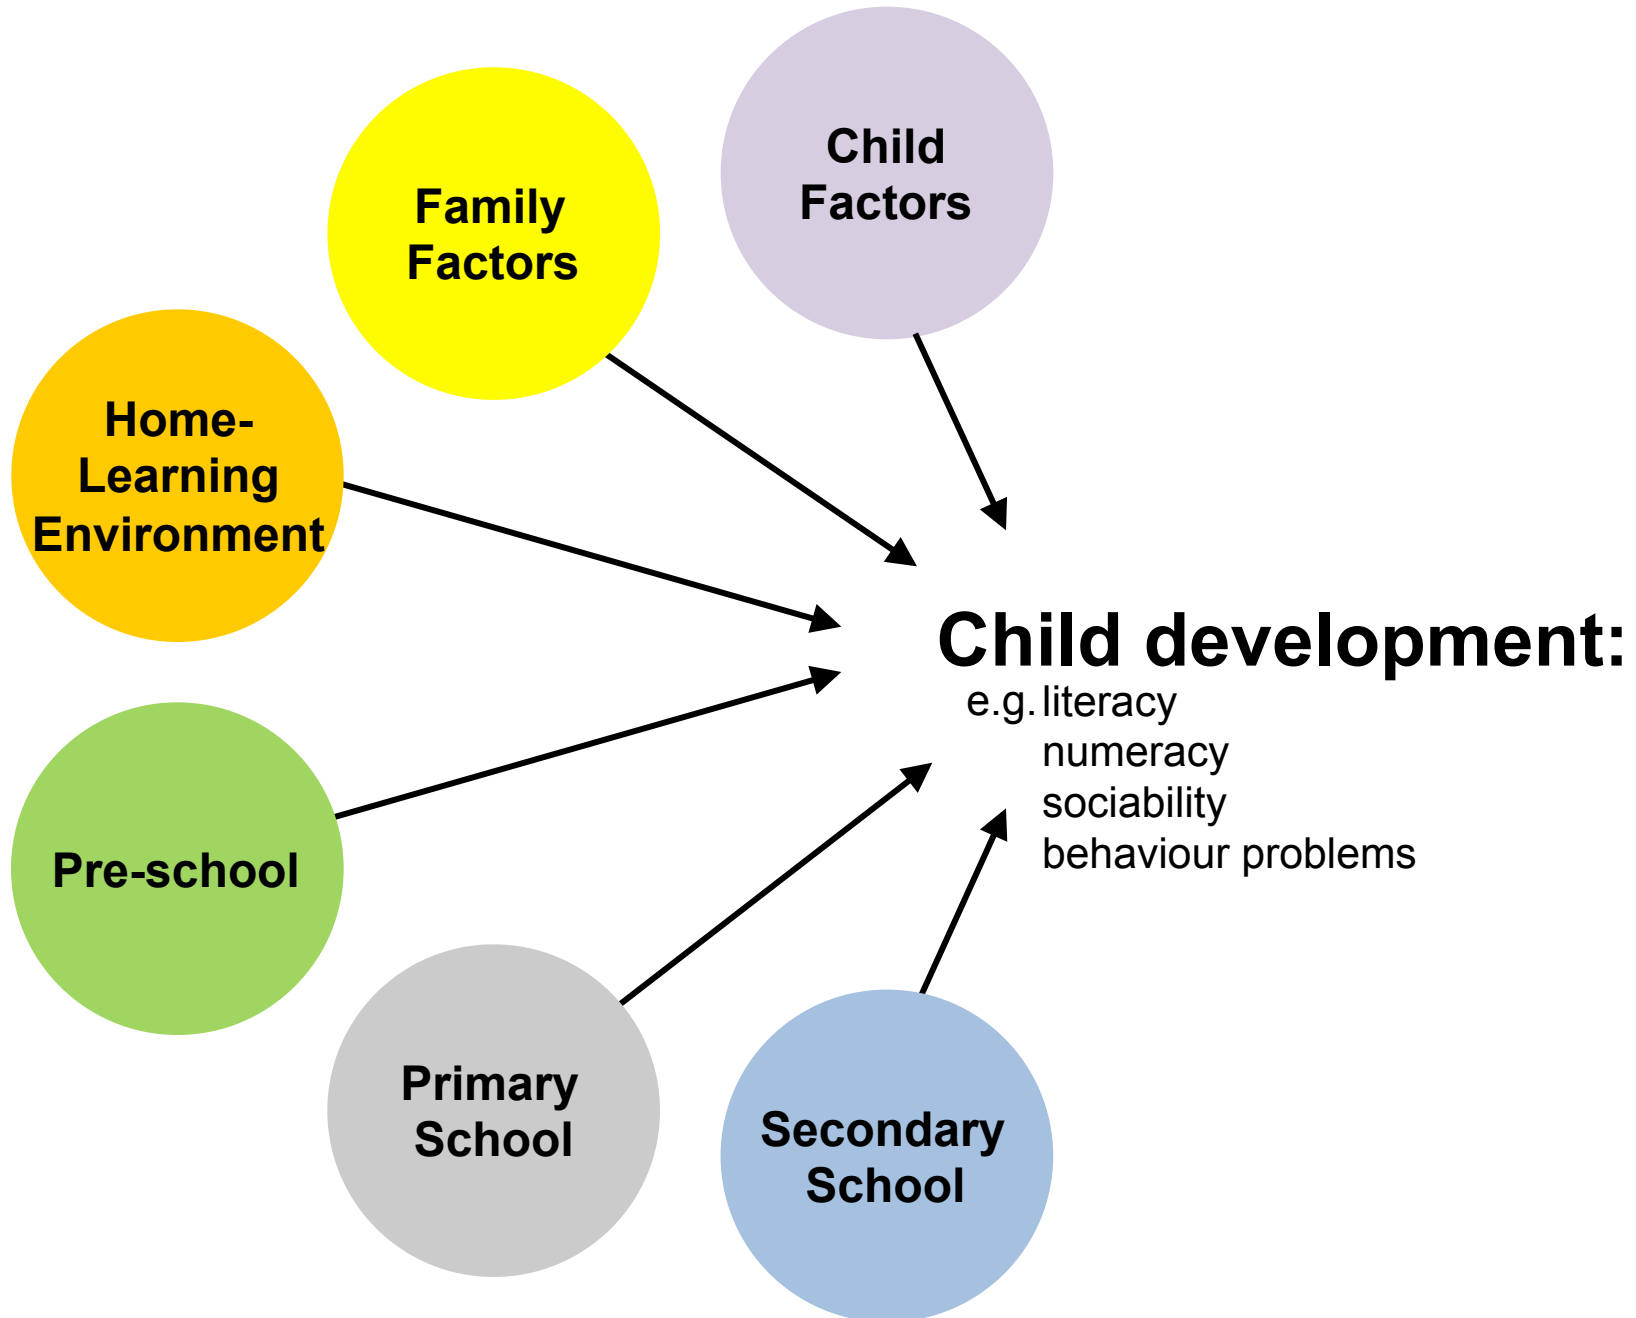 Child
Factors
Family
Factors
Home-
Learning
Environment
Child development:
e.g. literacy
numeracy
sociability
behaviour problems
Pre-school
Primary
School
Secondary
School